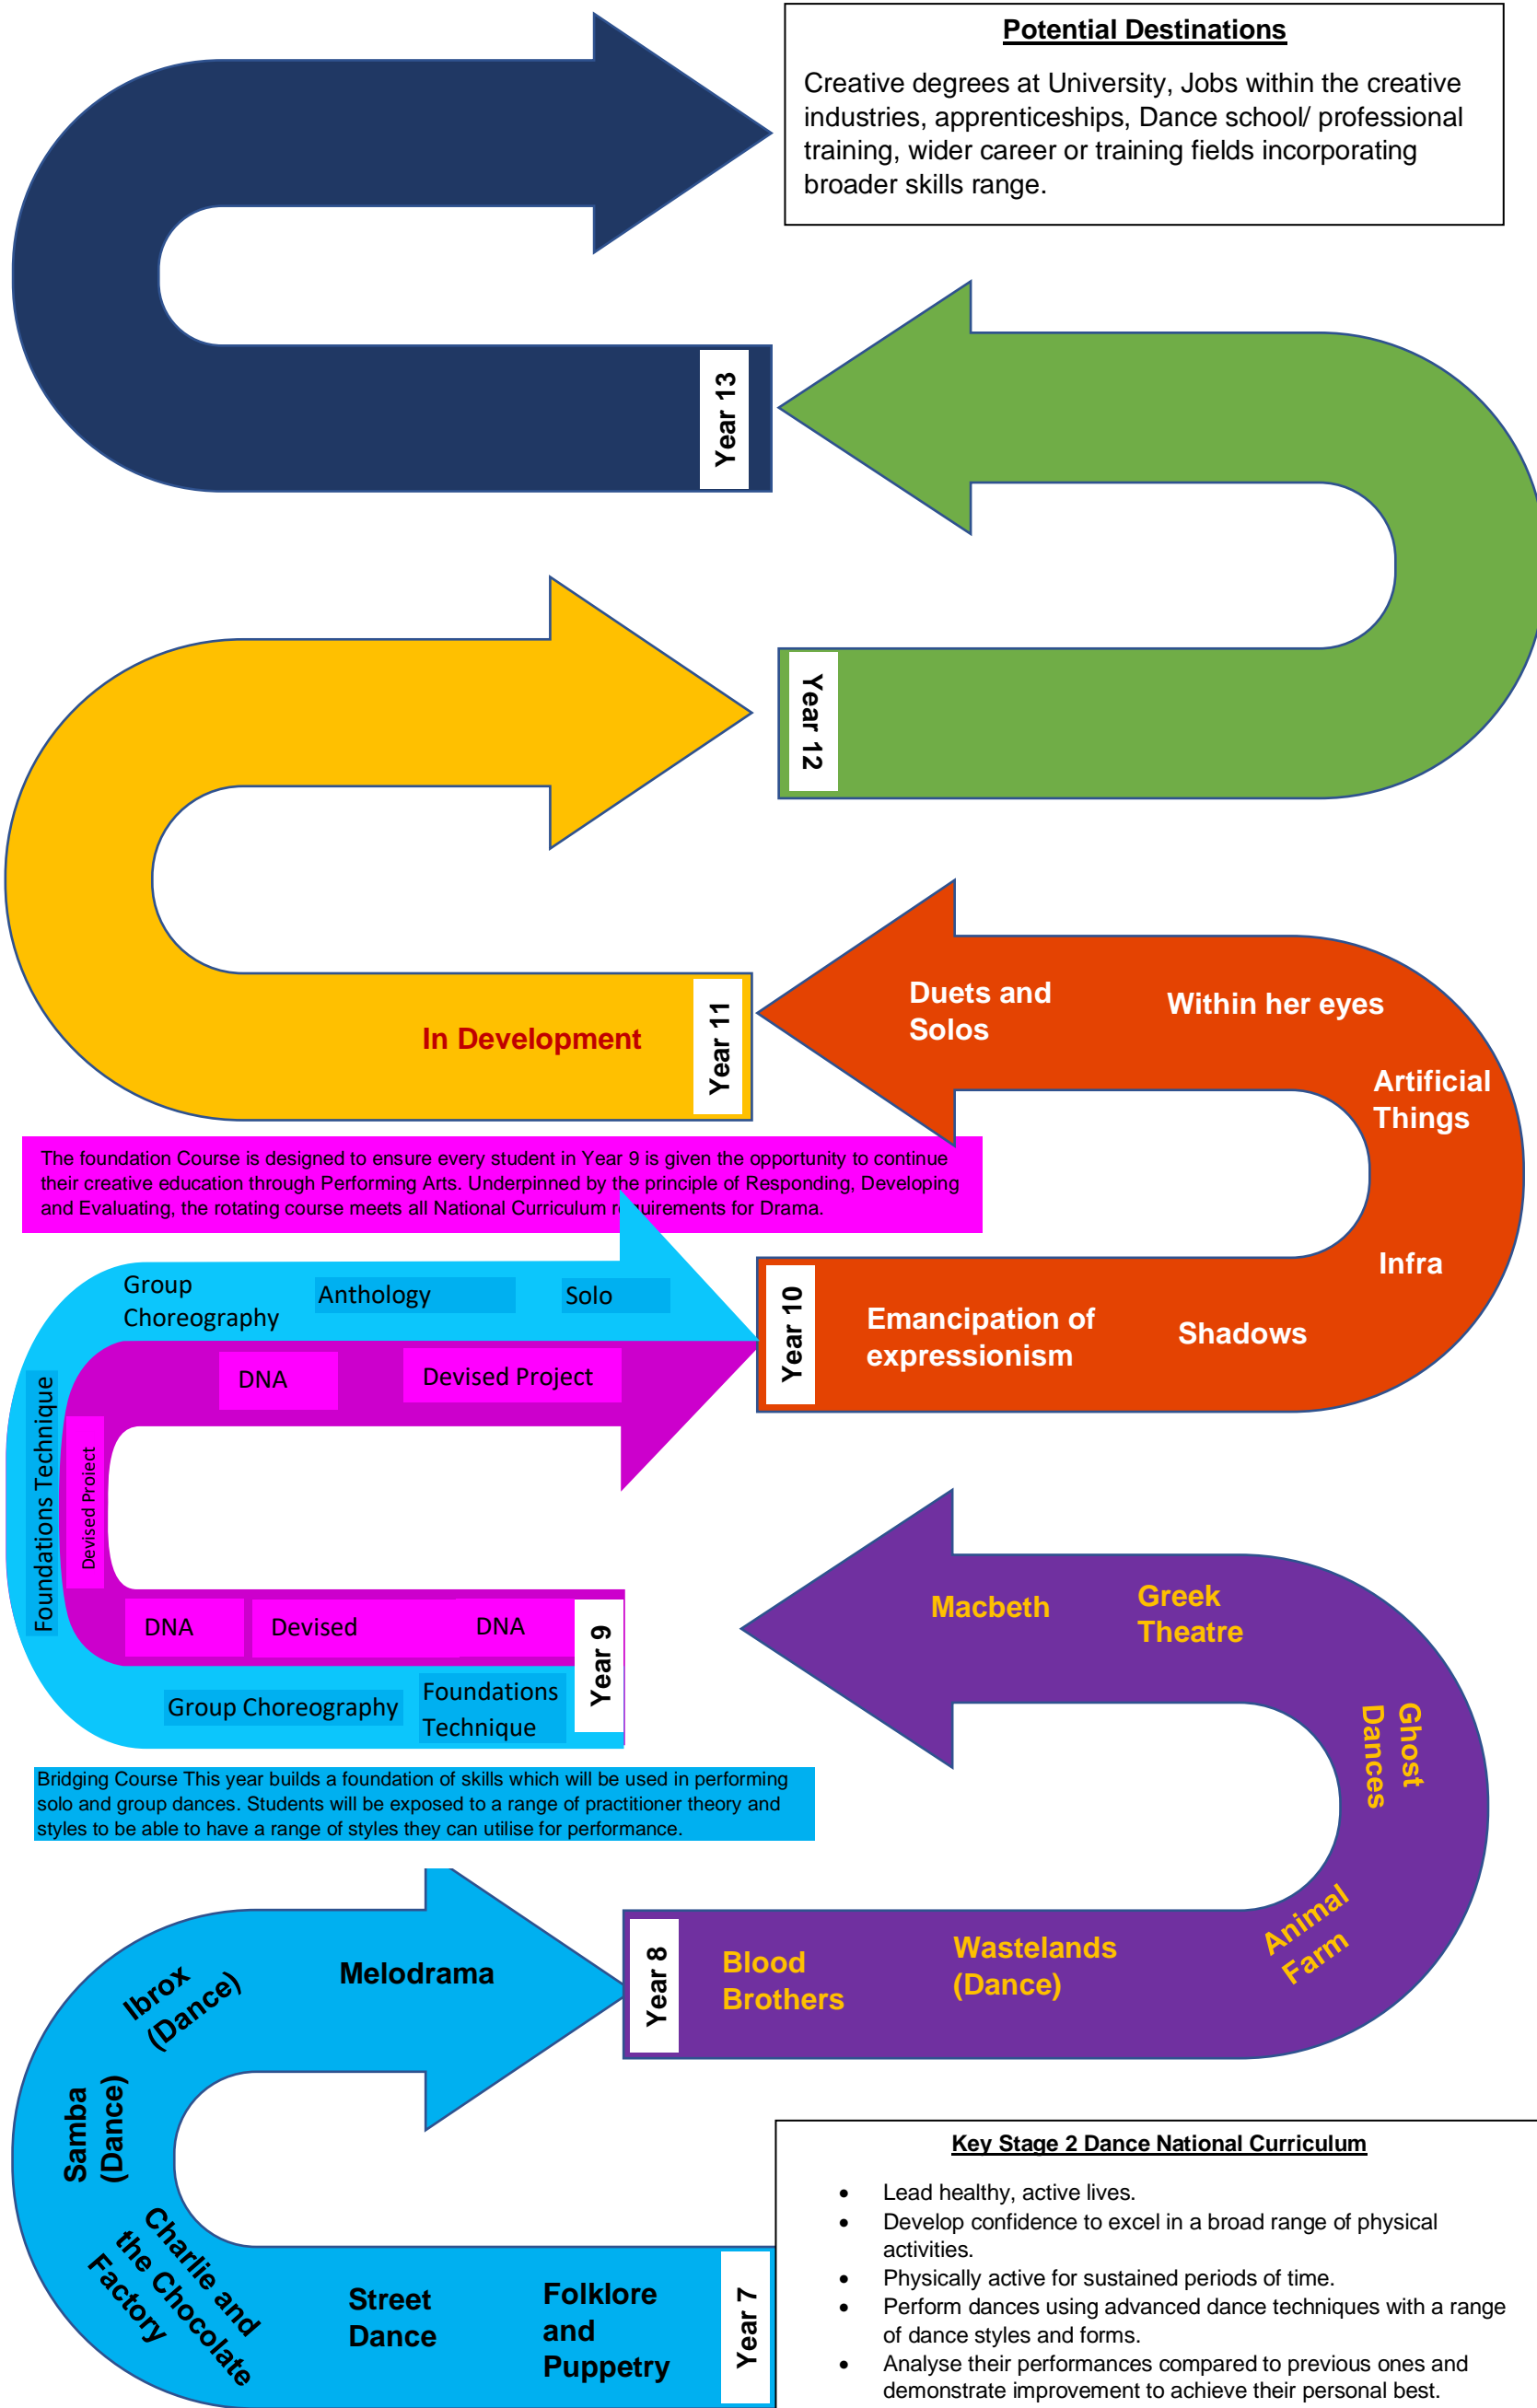 Potential Destinations
Creative degrees at University, Jobs within the creative
industries, apprenticeships, Dance school/ professional
training, wider career or training fields incorporating
broader skills range.
Year 13
Year 12
Year 11
In Development
Duets and
Solos
Within her eyes
Artificial
Things
Infra
Shadows
Emancipation of
expressionism
Year 10
The foundation Course is designed to ensure every student in Year 9 is given the opportunity to continue
their creative education through Performing Arts. Underpinned by the principle of Responding, Developing
and Evaluating, the rotating course meets all National Curriculum r quirements for Drama.
Group
Choreography
Anthology
Solo
DNA
Devised Project
Foundations Technique
Devised Project
DNA
Devised
DNA
Year 9
Group Choreography
Foundations
Technique
Bridging Course This year builds a foundation of skills which will be used in performing
solo and group dances. Students will be exposed to a range of practitioner theory and
styles to be able to have a range of styles they can utilise for performance.
Macbeth
Greek
Theatre
Ghost
Dances
Animal
Farm
Wastelands
(Dance)
Blood
Brothers
Year 8
Melodrama
Ibrox
(Dance)
Samba
(Dance)
Charlie and
the Chocolate
Factory
Street
Dance
Folklore
and
Puppetry
Year 7
Key Stage 2 Dance National Curriculum
• Lead healthy, active lives.
• Develop confidence to excel in a broad range of physical
activities.
• Physically active for sustained periods of time.
• Perform dances using advanced dance techniques with a range
of dance styles and forms.
• Analyse their performances compared to previous ones and
demonstrate improvement to achieve their personal best.